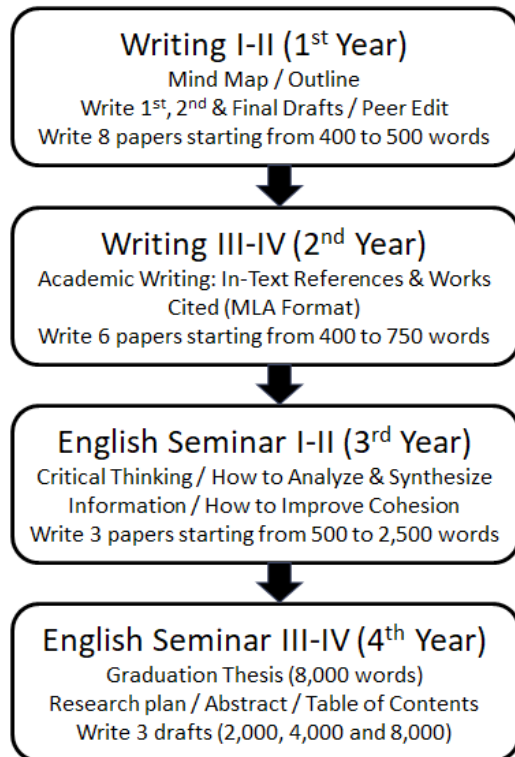 Writing I-II (1st Year)
Mind Map / Outline
Write 1st, 2nd & Final Drafts / Peer Edit
Write 8 papers starting from 400 to 500 words
Writing III-IV (2nd Year)
Academic Writing: In-Text References & Works
Cited (MLA Format)
Write 6 papers starting from 400 to 750 words
English Seminar I-II (3rd Year)
Critical Thinking / How to Analyze & Synthesize
Information / How to Improve Cohesion
Write 3 papers starting from 500 to 2,500 words
English Seminar III-IV (4th Year)
Graduation Thesis (8,000 words)
Research plan / Abstract / Table of Contents
Write 3 drafts (2,000, 4,000 and 8,000)